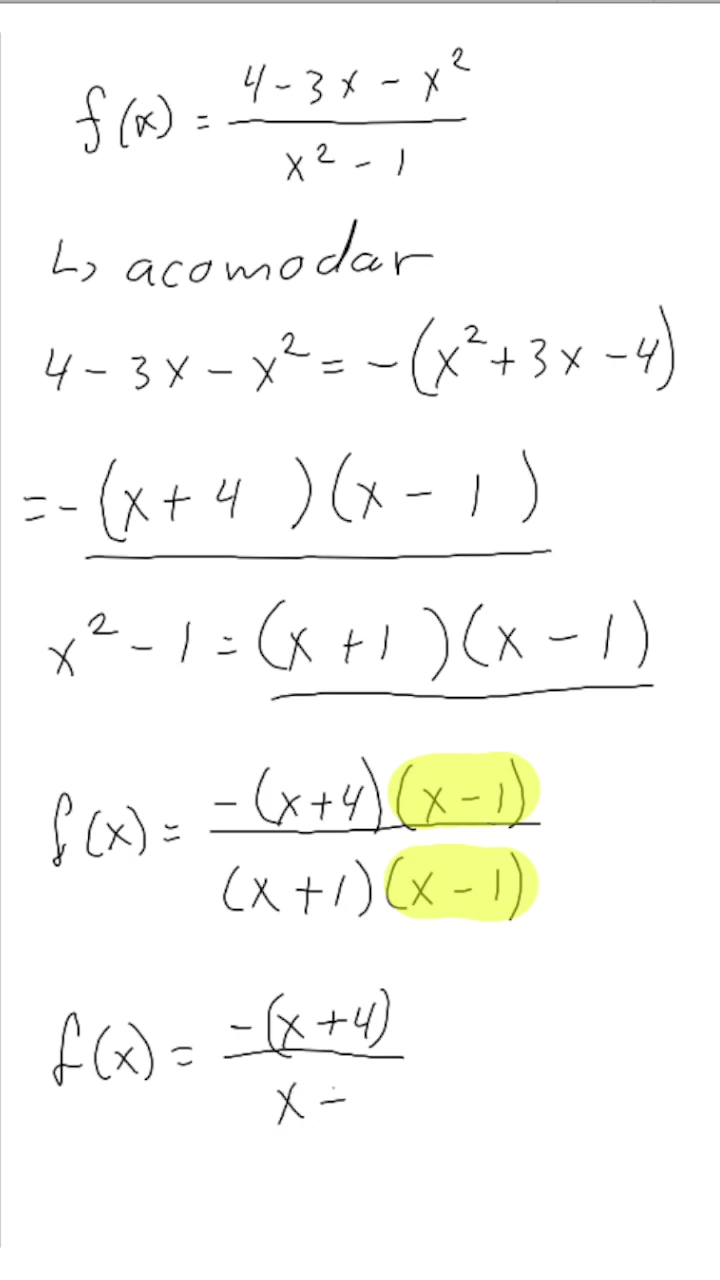 f(x) = (4 - 3x - x²)/(x² - 1)
↳ acomodar
4 - 3x - x² = -(x² + 3x - 4)
= -(x + 4 )(x - 1 )
x² - 1 = (x + 1 )(x - 1)
f(x) = -(x+4)(x - 1)/(x + 1)(x - 1)
f(x) = -(x + 4)/x -